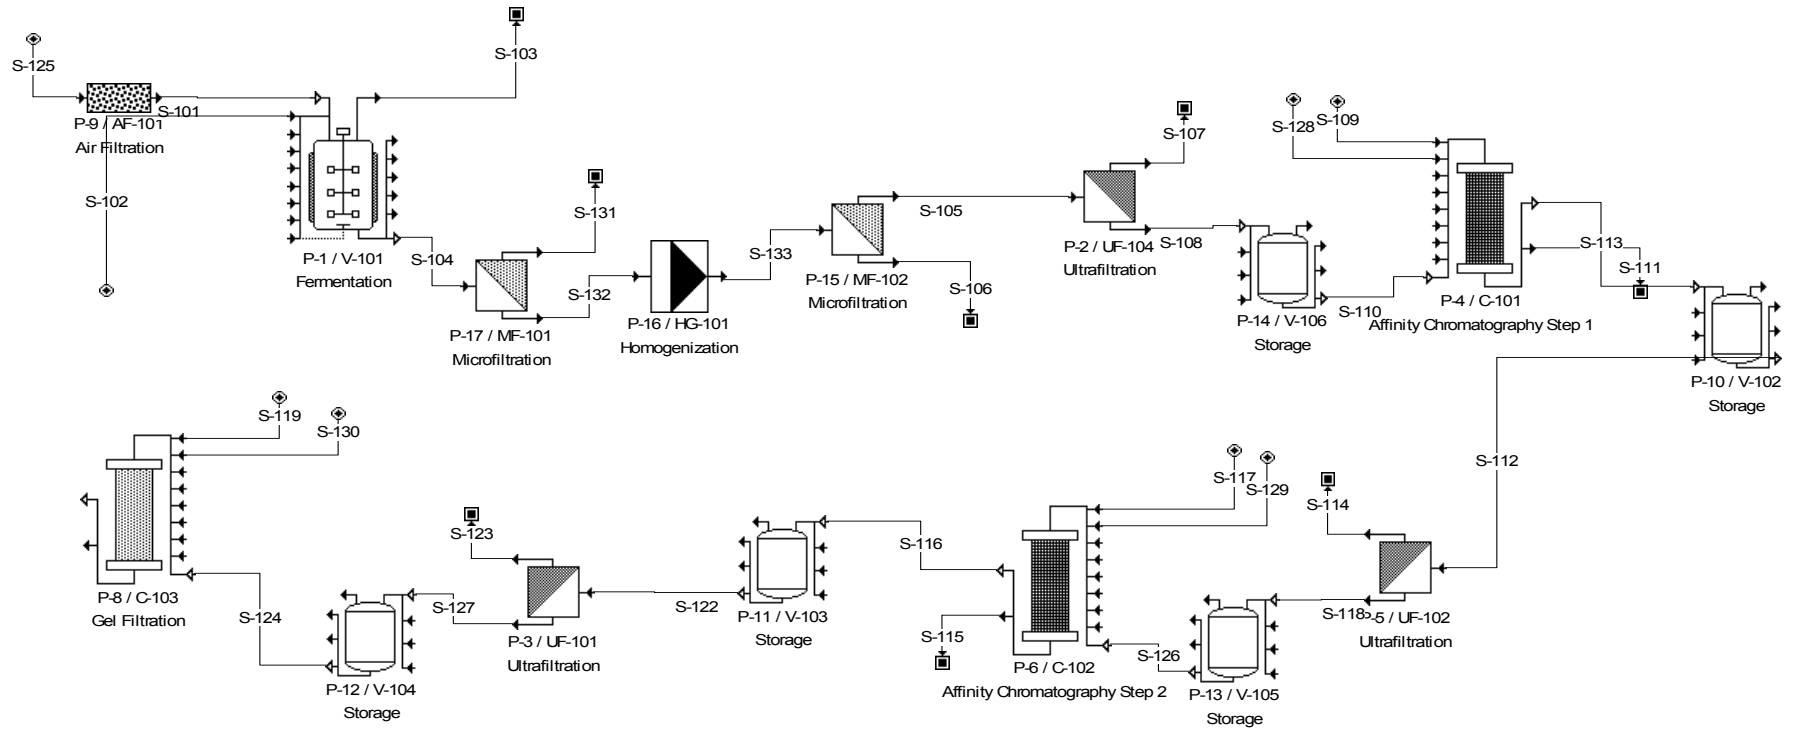 S-103
S-125
S-101
P-9 / AF-101
Air Filtration
S-102
P-1 / V-101
Fermentation
S-104
S-131
P-17 / MF-101
Microfiltration
S-132
P-16 / HG-101
Homogenization
S-133
P-15 / MF-102
Microfiltration
S-105
S-106
S-107
P-2 / UF-104
Ultrafiltration
S-108
P-14 / V-106
Storage
S-128
S-109
S-110
P-4 / C-101
Affinity Chromatography Step 1
S-113
S-111
P-10 / V-102
Storage
S-112
S-114
P-5 / UF-102
Ultrafiltration
S-118
P-13 / V-105
Storage
S-126
S-117
S-129
P-6 / C-102
Affinity Chromatography Step 2
S-115
S-116
P-11 / V-103
Storage
S-122
S-123
P-3 / UF-101
Ultrafiltration
S-127
P-12 / V-104
Storage
S-124
S-119
S-130
P-8 / C-103
Gel Filtration